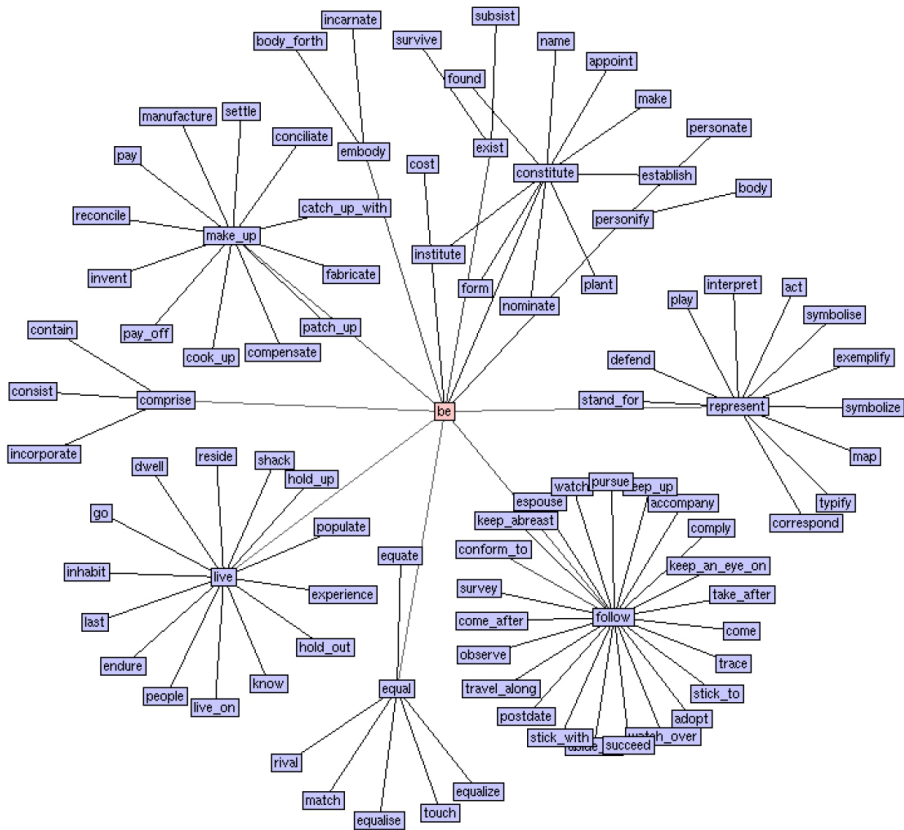 incarnate
subsist
body_forth
survive
name
appoint
found
make
manufacture
settle
conciliate
personate
embody
exist
pay
cost
constitute
establish
body
catch_up_with
reconcile
personify
make_up
institute
invent
fabricate
form
plant
interpret
act
nominate
play
symbolise
contain
pay_off
patch_up
cook_up
compensate
defend
exemplify
consist
comprise
stand_for
represent
symbolize
be
incorporate
map
reside
shack
dwell
hold_up
watch
pursue
accompany
espouse
typify
go
keep_abreast
correspond
populate
comply
equate
conform_to
keep_an_eye_on
inhabit
live
experience
survey
take_after
last
come_after
follow
come
hold_out
observe
endure
trace
people
know
equal
travel_along
stick_to
live_on
postdate
adopt
stick_with
succeed
watch_over
rival
match
equalize
equalise
touch